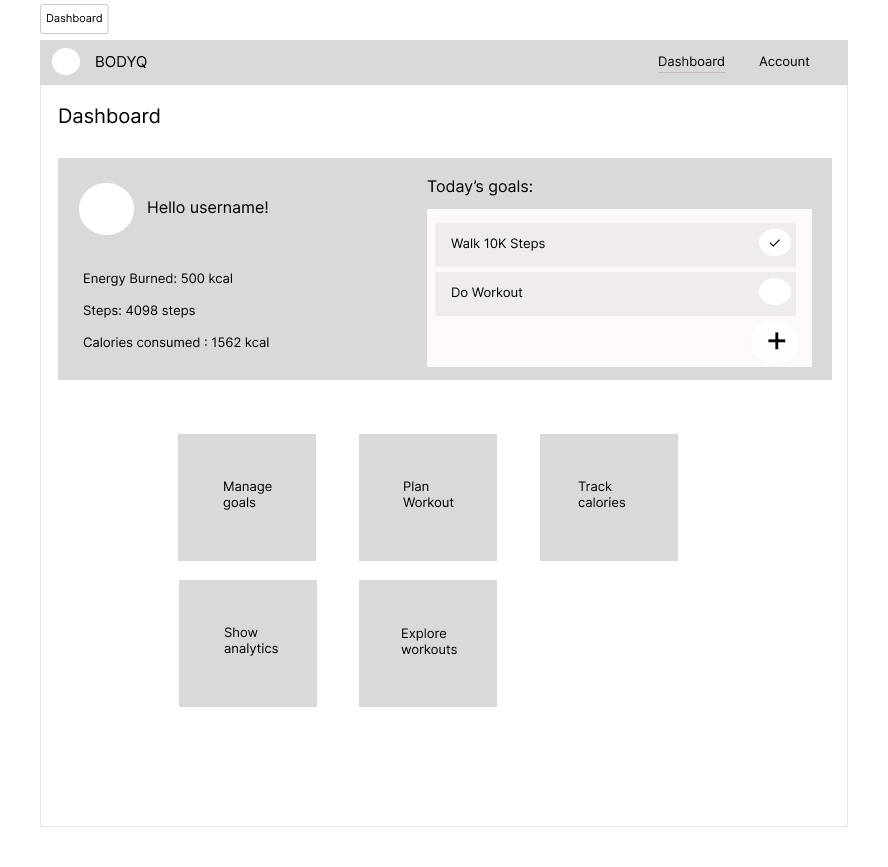 Dashboard
BODYQ
Dashboard
Account
Dashboard
Hello username!
Energy Burned: 500 kcal
Steps: 4098 steps
Calories consumed : 1562 kcal
Today’s goals:
Walk 10K Steps
Do Workout
Manage
goals
Plan
Workout
Track
calories
Show
analytics
Explore
workouts